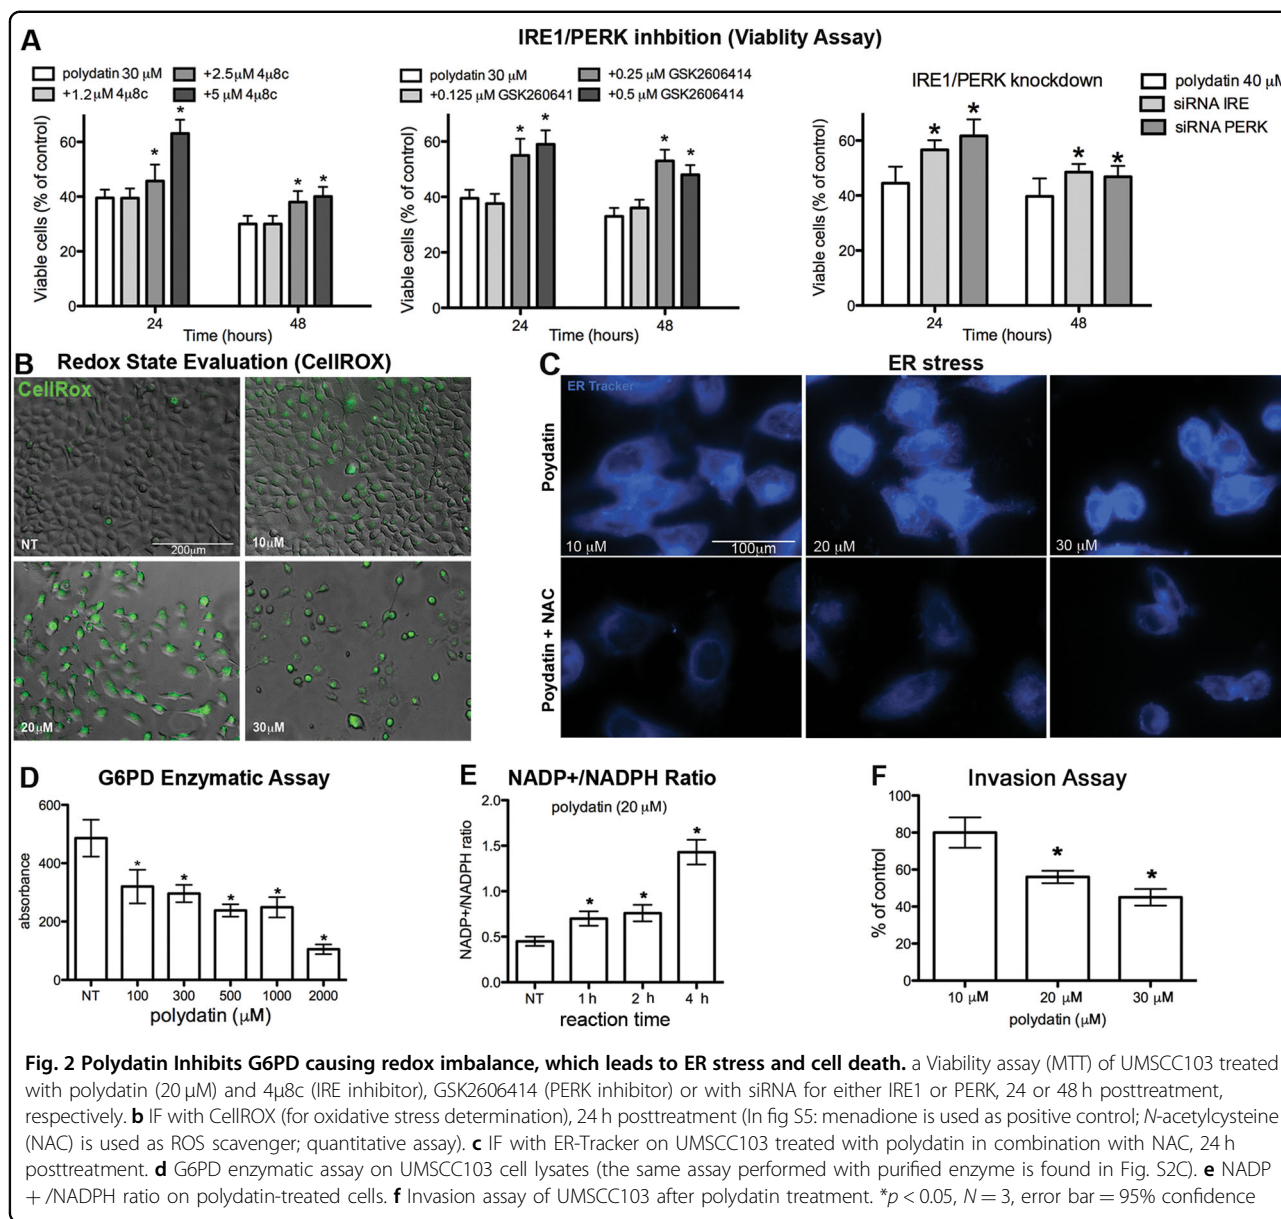 A
IRE1/PERK inhbition (Viablity Assay)
polydatin 30 µM
+2.5µM 4µ8c
+1.2µM 4µ8c
+5 µM 4µ8c
Viable cells (% of control)
80
60
40
20
0
* * * *
24
48
Time (hours)
polydatin 30 µM
+0.25 µM GSK2606414
+0.125 µM GSK260641
+0.5 µM GSK2606414
Viable cells (% of control)
80
60
40
20
0
* * * *
24
48
Time (hours)
IRE1/PERK knockdown
polydatin 40 µM
siRNA IRE
siRNA PERK
Viable cells (% of control)
80
60
40
20
0
* * * *
24
48
Time (hours)
B Redox State Evaluation (CellROX)
CellRox
NT
200µm
10µM
20µM
30µM
C
ER stress
ER Tracker
Poydatin
10 µM
100µm
20 µM
30 µM
Poydatin + NAC
D
G6PD Enzymatic Assay
absorbance
600
400
200
0
* * * * *
NT 100 300 500 1000 2000
polydatin (µM)
E
NADP+/NADPH Ratio
polydatin (20 µM)
NADP+/NADPH ratio
2.0
1.5
1.0
0.5
0.0
* * *
NT 1 h 2 h 4 h
reaction time
F
Invasion Assay
% of control
100
80
60
40
20
0
* *
10 µM 20 µM 30 µM
polydatin (µM)
Fig. 2 Polydatin Inhibits G6PD causing redox imbalance, which leads to ER stress and cell death. a Viability assay (MTT) of UMSCC103 treated
with polydatin (20 µM) and 4µ8c (IRE inhibitor), GSK2606414 (PERK inhibitor) or with siRNA for either IRE1 or PERK, 24 or 48 h posttreatment,
respectively. b IF with CellROX (for oxidative stress determination), 24 h posttreatment (In fig S5: menadione is used as positive control; N-acetylcysteine
(NAC) is used as ROS scavenger; quantitative assay). c IF with ER-Tracker on UMSCC103 treated with polydatin in combination with NAC, 24 h
posttreatment. d G6PD enzymatic assay on UMSCC103 cell lysates (the same assay performed with purified enzyme is found in Fig. S2C). e NADP
+/NADPH ratio on polydatin-treated cells. f Invasion assay of UMSCC103 after polydatin treatment. *p < 0.05, N = 3, error bar = 95% confidence